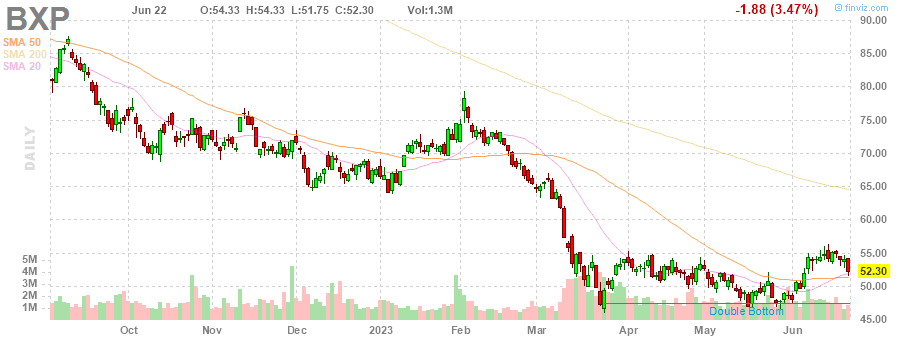 BXP Jun 22 O:54.33 H:54.33 L:51.75 C:52.30 Vol:1.3M -1.88 (3.47%) © finviz.com
SMA 50
SMA 200
SMA 20
DAILY
90.00
85.00
80.00
75.00
70.00
65.00
60.00
55.00
52.30
50.00
45.00
5M
4M
3M
2M
1M
Double Bottom
Oct Nov Dec 2023 Feb Mar Apr May Jun